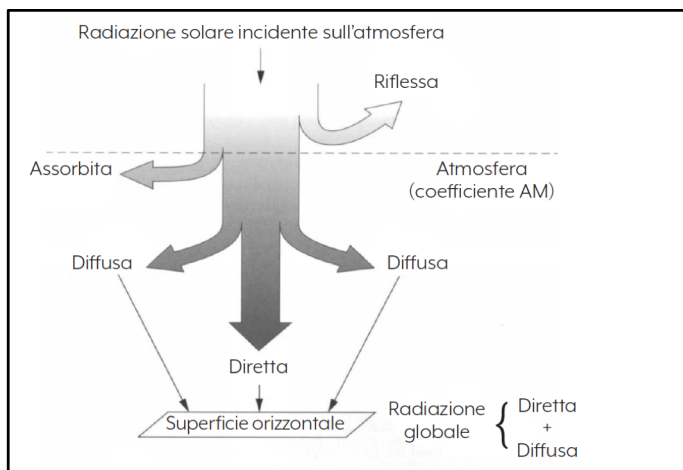 Radiazione solare incidente sull'atmosfera
Riflessa
Assorbita
Atmosfera
(coefficiente AM)
Diffusa
Diffusa
Diretta
Superficie orizzontale
Radiazione
globale
Diretta
+
Diffusa